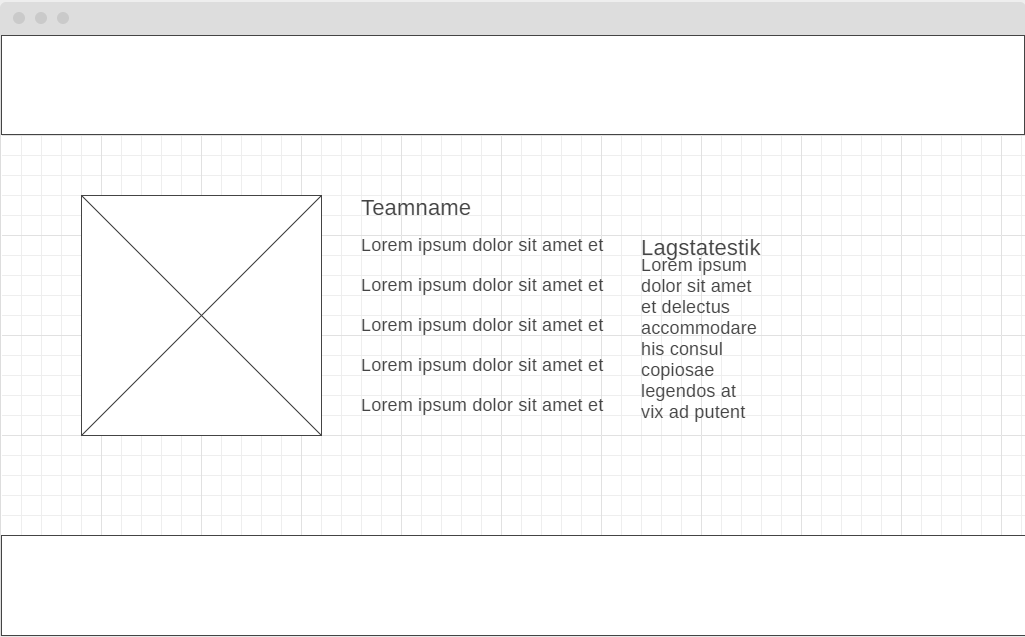 Teamname
Lorem ipsum dolor sit amet et
Lorem ipsum dolor sit amet et
Lorem ipsum dolor sit amet et
Lorem ipsum dolor sit amet et
Lorem ipsum dolor sit amet et
Lagstatestik
Lorem ipsum
dolor sit amet
et delectus
accommodare
his consul
copiosae
legendos at
vix ad putent